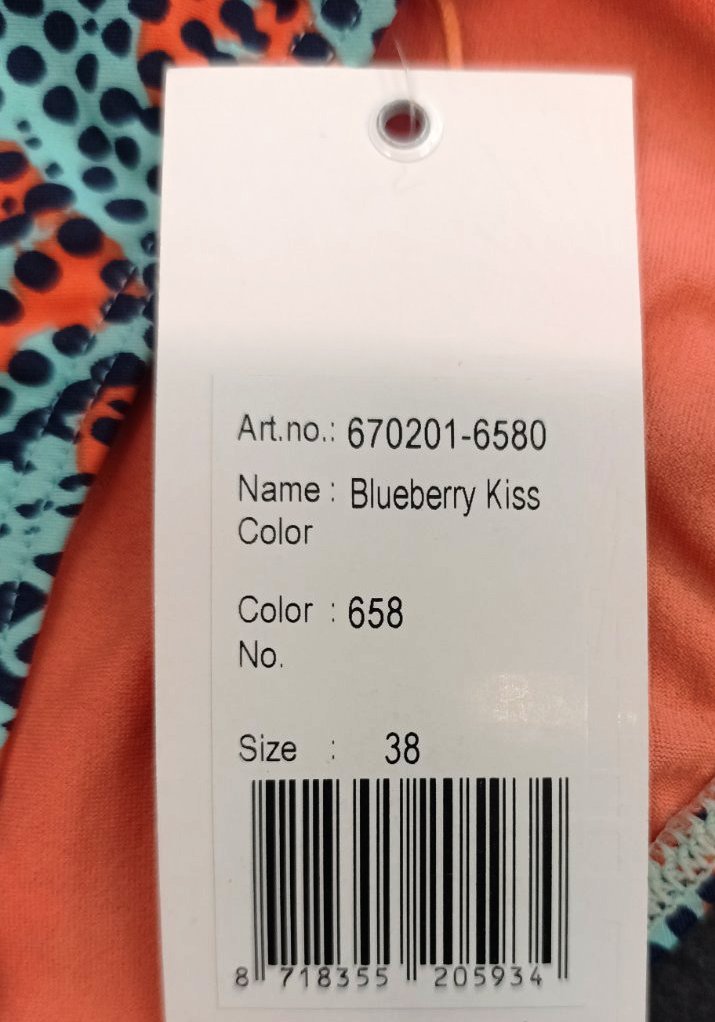 Art.no.: 670201-6580
Name : Blueberry Kiss
Color
Color : 658
No.
Size : 38
8 718355 205934